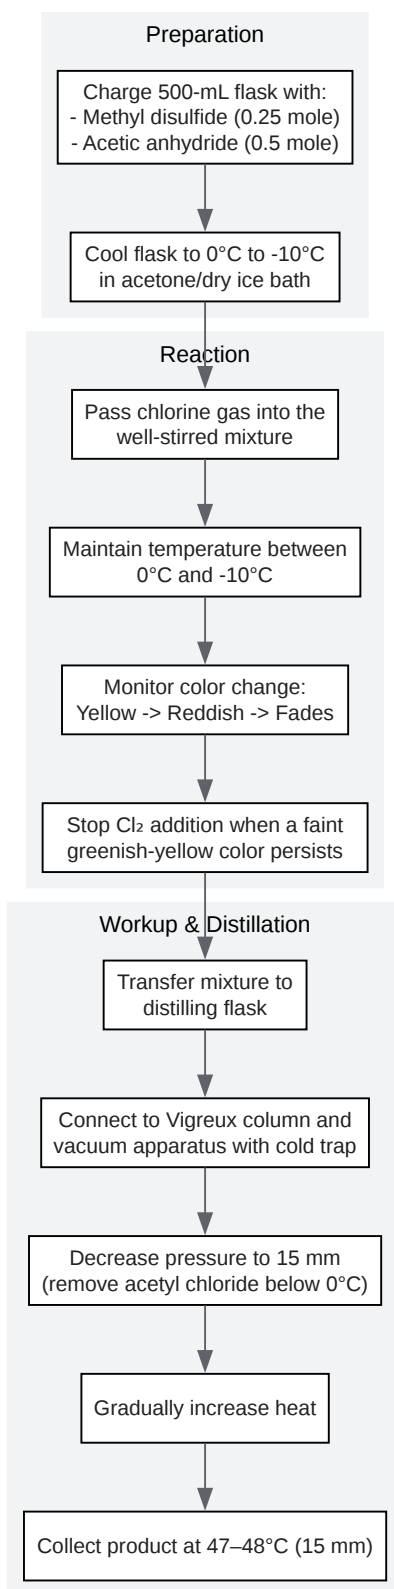 Preparation
Charge 500-mL flask with:
- Methyl disulfide (0.25 mole)
- Acetic anhydride (0.5 mole)
Cool flask to 0°C to -10°C
in acetone/dry ice bath
Reaction
Pass chlorine gas into the
well-stirred mixture
Maintain temperature between
0°C and -10°C
Monitor color change:
Yellow -> Reddish -> Fades
Stop Cl₂ addition when a faint
greenish-yellow color persists
Workup & Distillation
Transfer mixture to
distilling flask
Connect to Vigreux column and
vacuum apparatus with cold trap
Decrease pressure to 15 mm
(remove acetyl chloride below 0°C)
Gradually increase heat
Collect product at 47–48°C (15 mm)